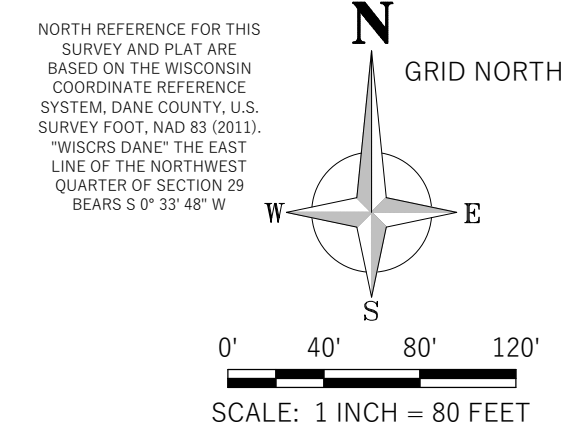 NORTH REFERENCE FOR THIS
SURVEY AND PLAT ARE
BASED ON THE WISCONSIN
COORDINATE REFERENCE
SYSTEM, DANE COUNTY, U.S.
SURVEY FOOT, NAD 83 (2011).
"WISCRS DANE" THE EAST
LINE OF THE NORTHWEST
QUARTER OF SECTION 29
BEARS S 0° 33' 48" W
N
GRID NORTH
W
E
S
0' 40' 80' 120'
SCALE: 1 INCH = 80 FEET